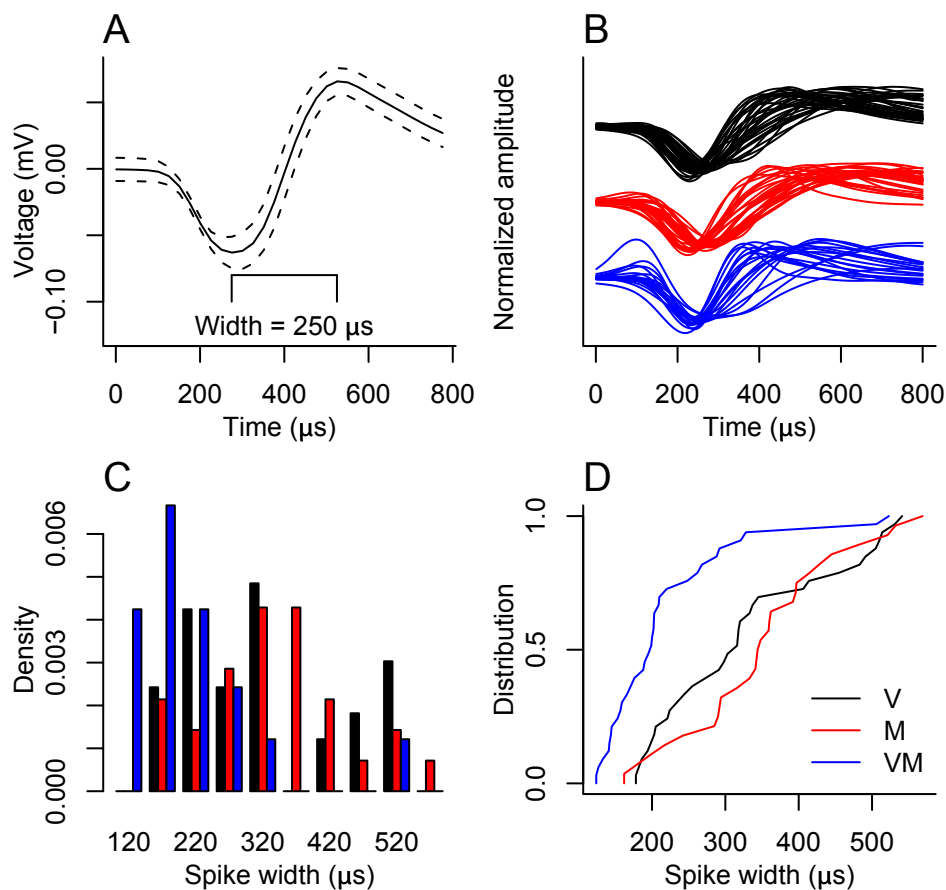 A
Voltage (mV)
0.00
−0.10
Width = 250 µs
0 200 400 600 800
Time (µs)
B
Normalized amplitude
0 200 400 600 800
Time (µs)
C
Density
0.006
0.003
0.000
120 220 320 420 520
Spike width (µs)
D
Distribution
1.0
0.5
0.0
V
M
VM
200 300 400 500
Spike width (µs)